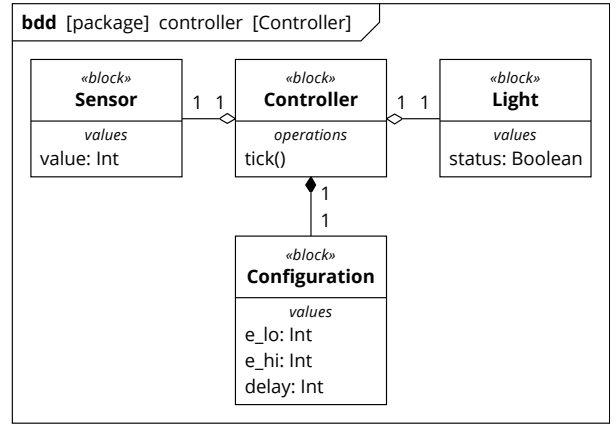 bdd [package] controller [Controller]
«block»
Sensor
values
value: Int
1 1
«block»
Controller
operations
tick()
1 1
«block»
Light
values
status: Boolean
1
1
«block»
Configuration
values
e_lo: Int
e_hi: Int
delay: Int